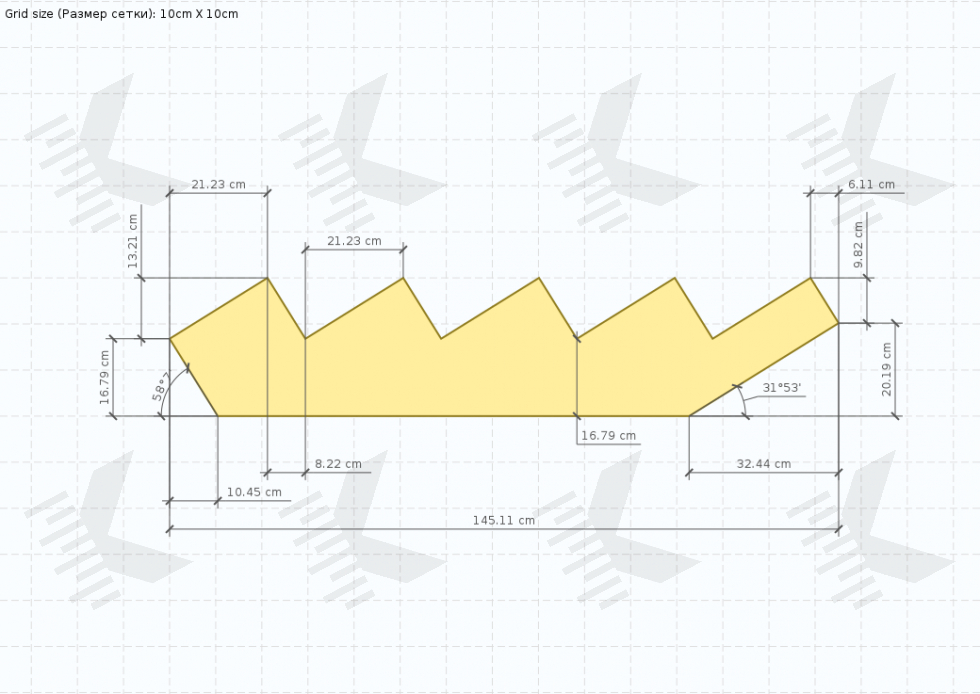 Grid size (Размер сетки): 10cm X 10cm
21.23 cm
6.11 cm
13.21 cm
21.23 cm
9.82 cm
16.79 cm
58°7'
31°53'
20.19 cm
16.79 cm
8.22 cm
32.44 cm
10.45 cm
145.11 cm